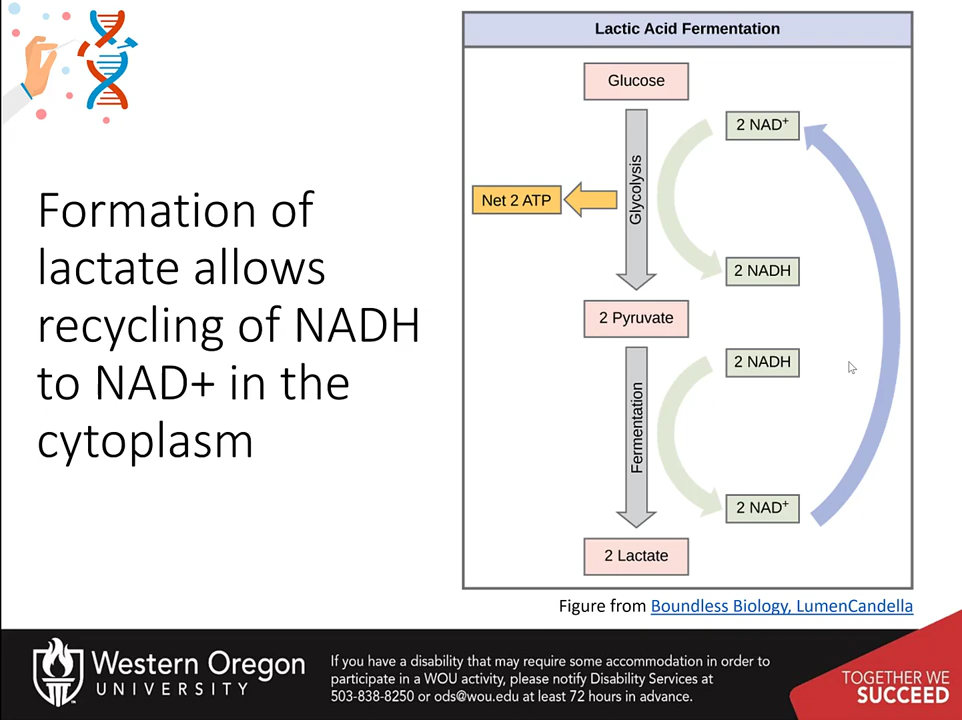 Formation of
lactate allows
recycling of NADH
to NAD+ in the
cytoplasm
Lactic Acid Fermentation
Glucose
2 NAD⁺
Glycolysis
Net 2 ATP
2 NADH
2 Pyruvate
2 NADH
Fermentation
2 NAD⁺
2 Lactate
Figure from Boundless Biology, LumenCandella
Western Oregon
UNIVERSITY
If you have a disability that may require some accommodation in order to
participate in a WOU activity, please notify Disability Services at
503-838-8250 or ods@wou.edu at least 72 hours in advance.
TOGETHER WE
SUCCEED